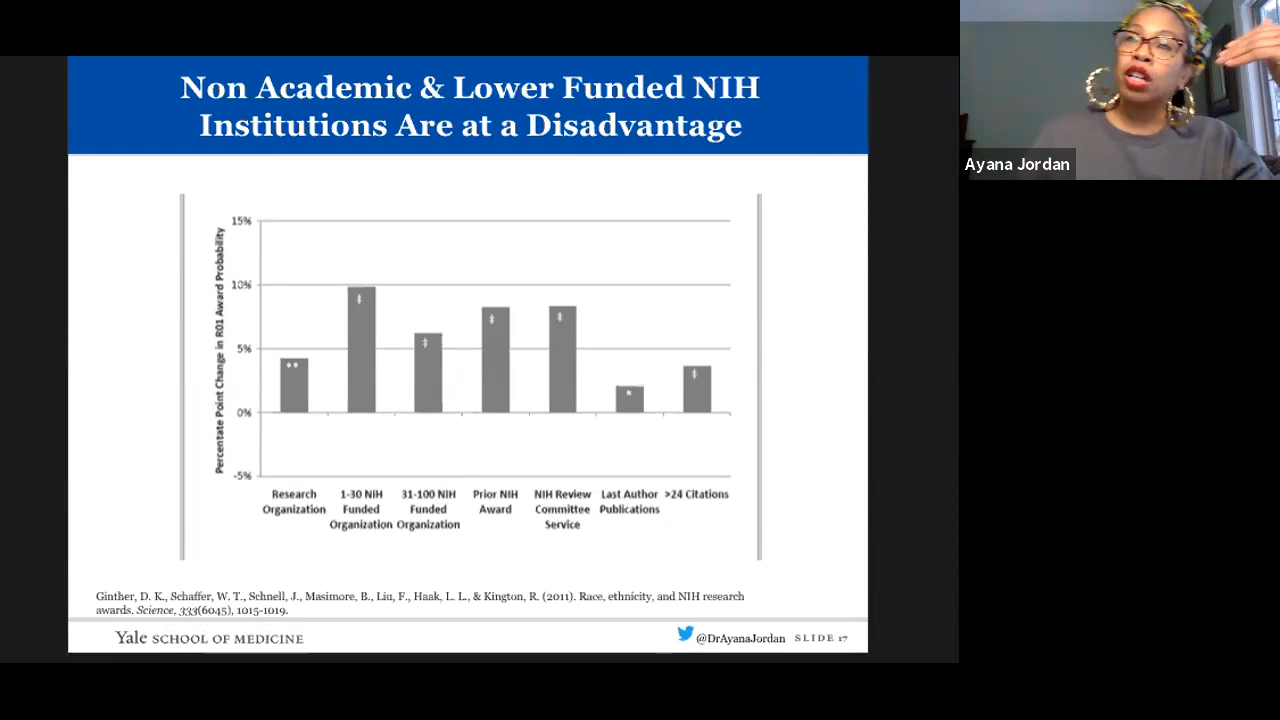 Non Academic & Lower Funded NIH
Institutions Are at a Disadvantage
Ayana Jordan
Percentate Point Change in R01 Award Probability
15%
10%
5%
0%
-5%
‡
‡
‡
‡
**
*
‡
Research 1-30 NIH 31-100 NIH Prior NIH NIH Review Last Author >24 Citations
Organization Funded Funded Award Committee Publications
Organization Organization Service
Ginther, D. K., Schaffer, W. T., Schnell, J., Masimore, B., Liu, F., Haak, L. L., & Kington, R. (2011). Race, ethnicity, and NIH research
awards. Science, 333(6045), 1015-1019.
Yale SCHOOL OF MEDICINE
@DrAyanaJordan SLIDE 17